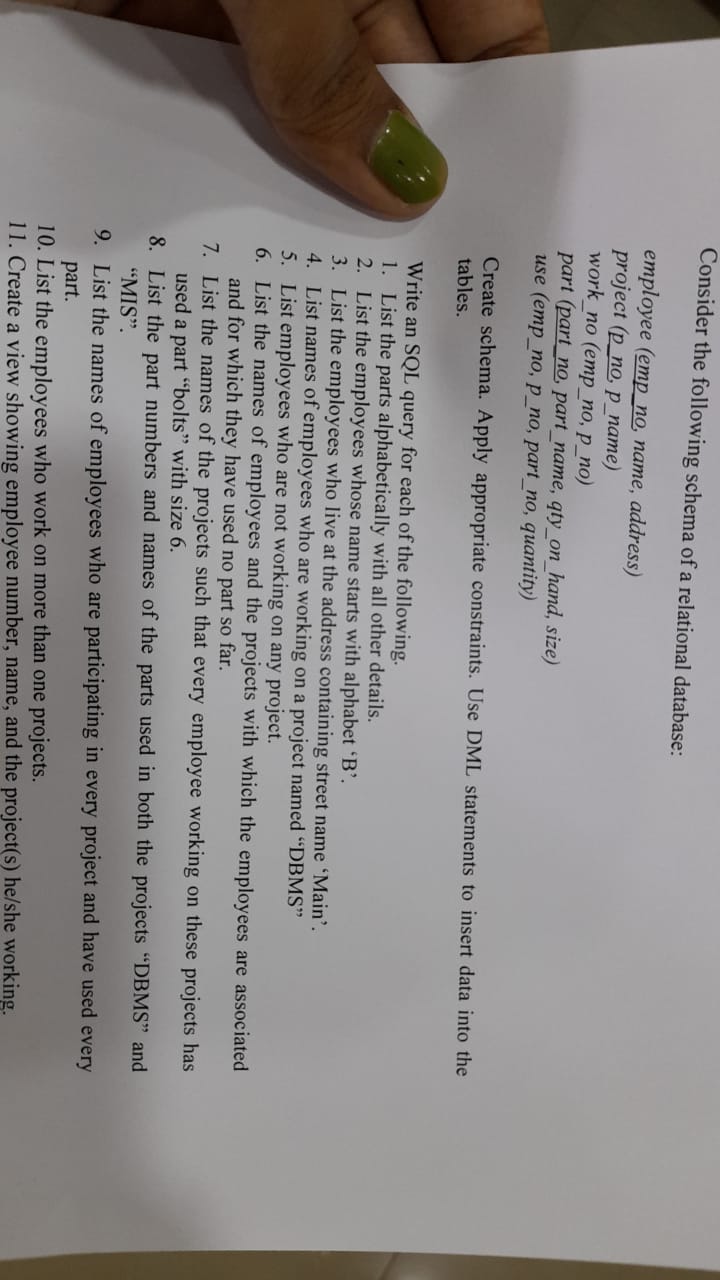 Consider the following schema of a relational database:
employee (emp_no, name, address)
project (p_no, p_name)
work_no (emp_no, p_no)
part (part_no, part_name, qty_on_hand, size)
use (emp_no, p_no, part_no, quantity)
Create schema. Apply appropriate constraints. Use DML statements to insert data into the
tables.
Write an SQL query for each of the following.
1. List the parts alphabetically with all other details.
2. List the employees whose name starts with alphabet ‘B’.
3. List the employees who live at the address containing street name ‘Main’.
4. List names of employees who are working on a project named “DBMS”
5. List employees who are not working on any project.
6. List the names of employees and the projects with which the employees are associated
and for which they have used no part so far.
7. List the names of the projects such that every employee working on these projects has
used a part “bolts” with size 6.
8. List the part numbers and names of the parts used in both the projects “DBMS” and
“MIS”.
9. List the names of employees who are participating in every project and have used every
part.
10. List the employees who work on more than one projects.
11. Create a view showing employee number, name, and the project(s) he/she working.